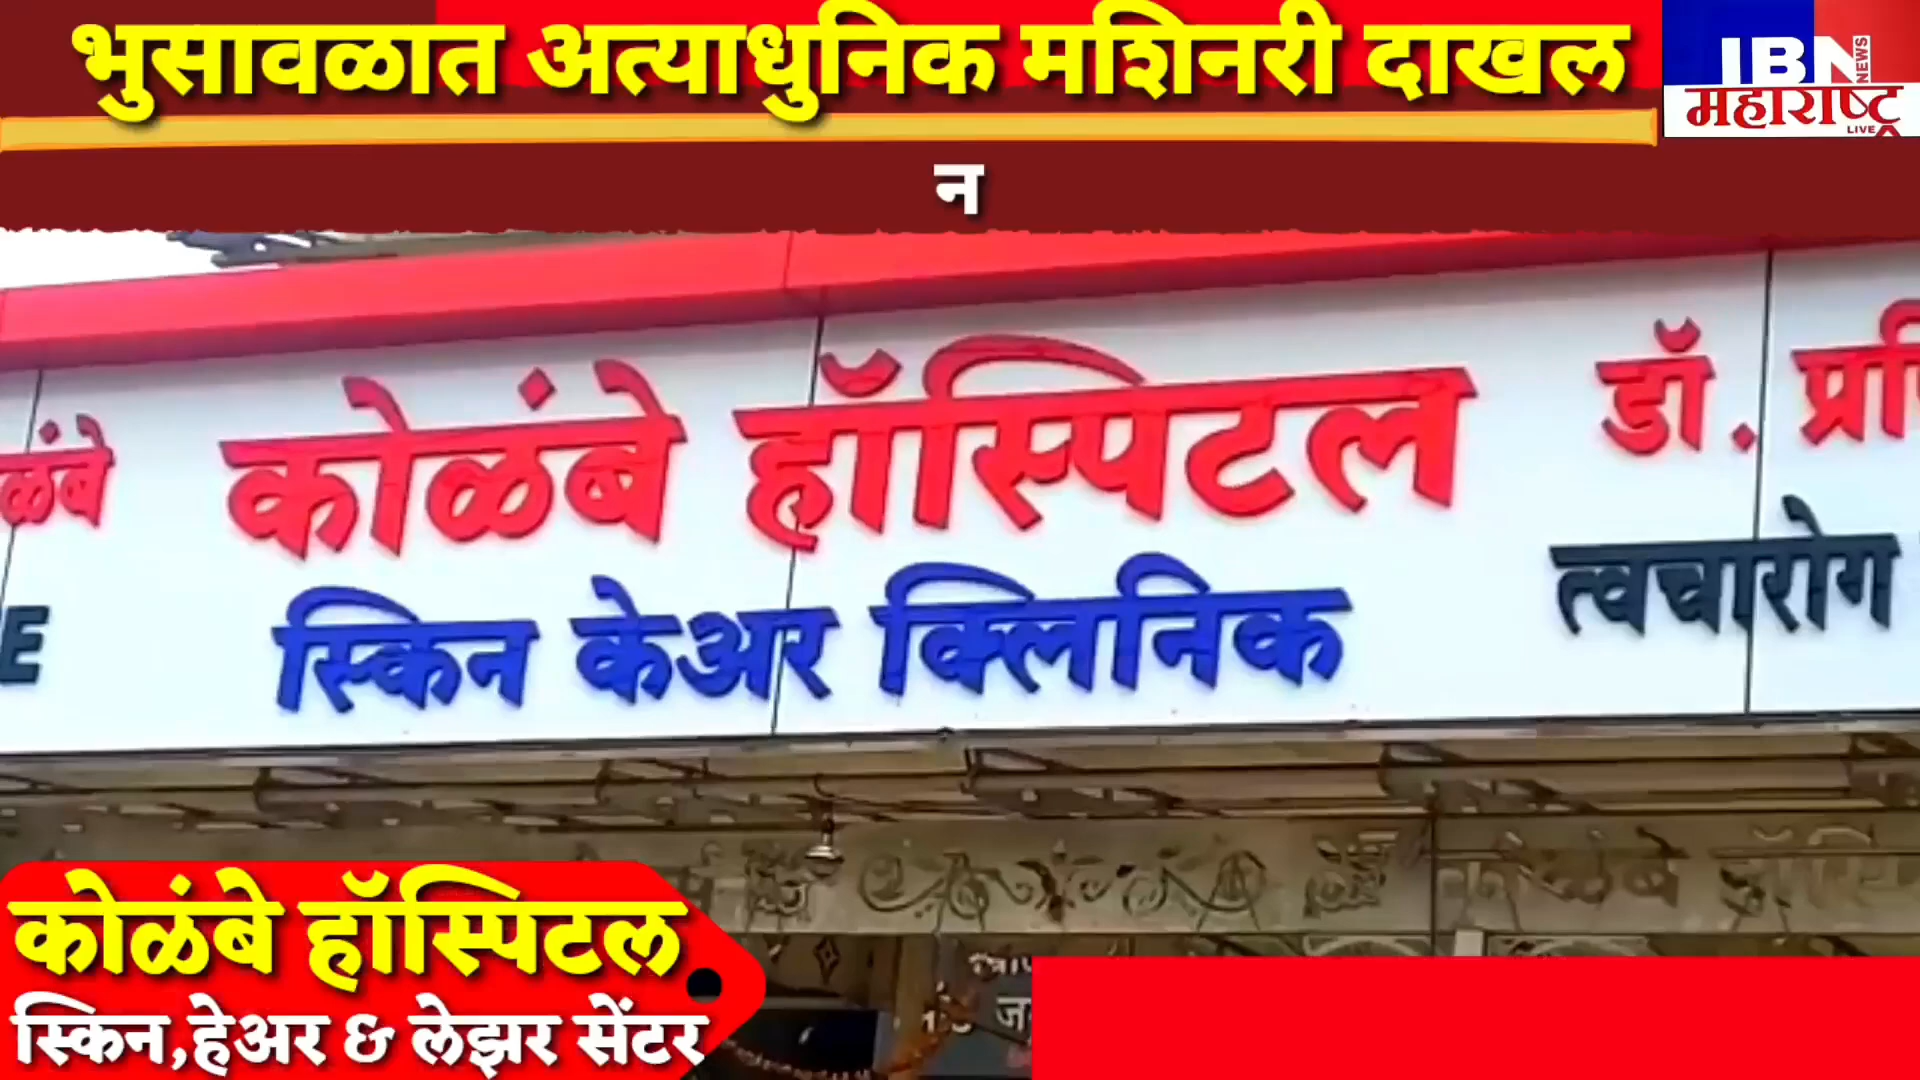 भुसावळात अत्याधुनिक मशिनरी दाखल
IBN NEWS
महाराष्ट्र
LIVE
न
ळंबे कोळंबे हॉस्पिटल डॉ. प्र
E स्किन केअर क्लिनिक त्वचारोग
कोळंबे हॉस्पिटल
स्किन,हेअर & लेझर सेंटर